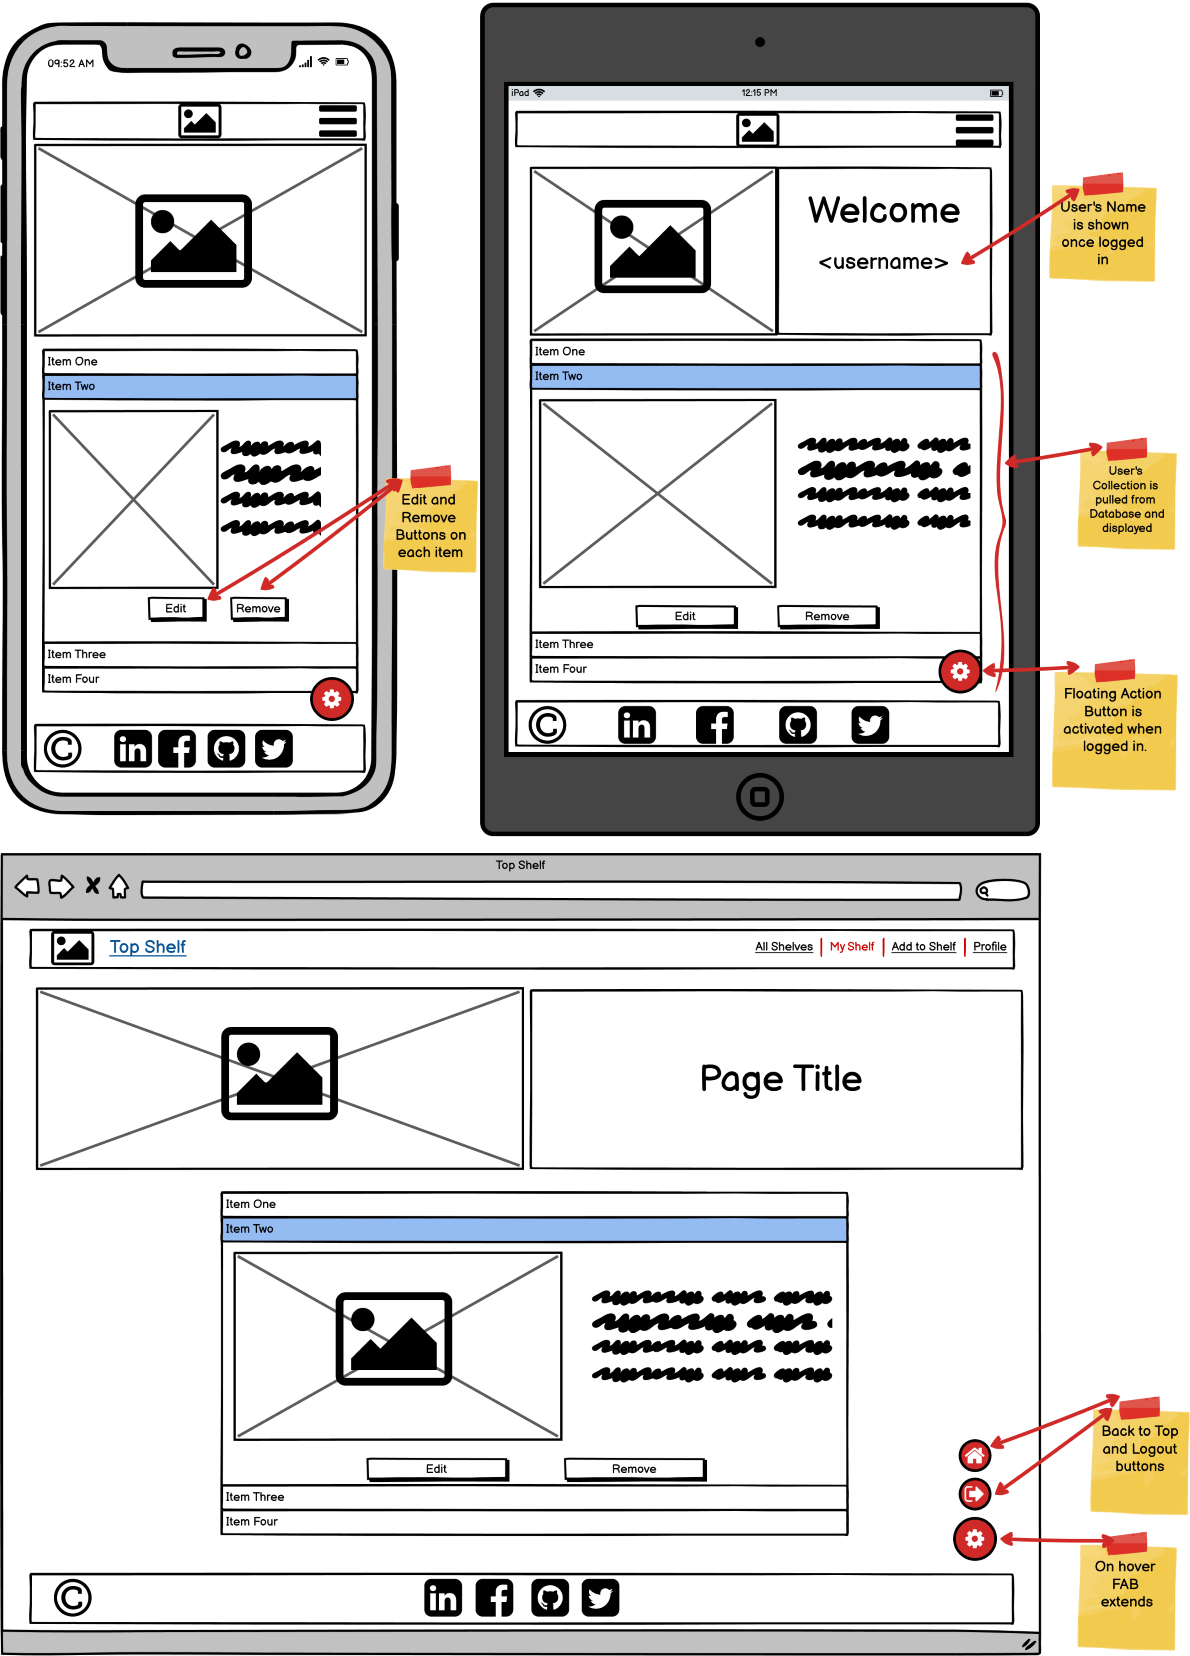 09:52 AM
Item One
Item Two
Edit
Remove
Item Three
Item Four
Edit and
Remove
Buttons on
each item
iPad
12:15 PM
Welcome
<username>
Item One
Item Two
Edit
Remove
Item Three
Item Four
User's Name
is shown
once logged
in
User's
Collection is
pulled from
Database and
displayed
Floating Action
Button is
activated when
logged in.
Top Shelf
Top Shelf
All Shelves | My Shelf | Add to Shelf | Profile
Page Title
Item One
Item Two
Edit
Remove
Item Three
Item Four
Back to Top
and Logout
buttons
On hover
FAB
extends